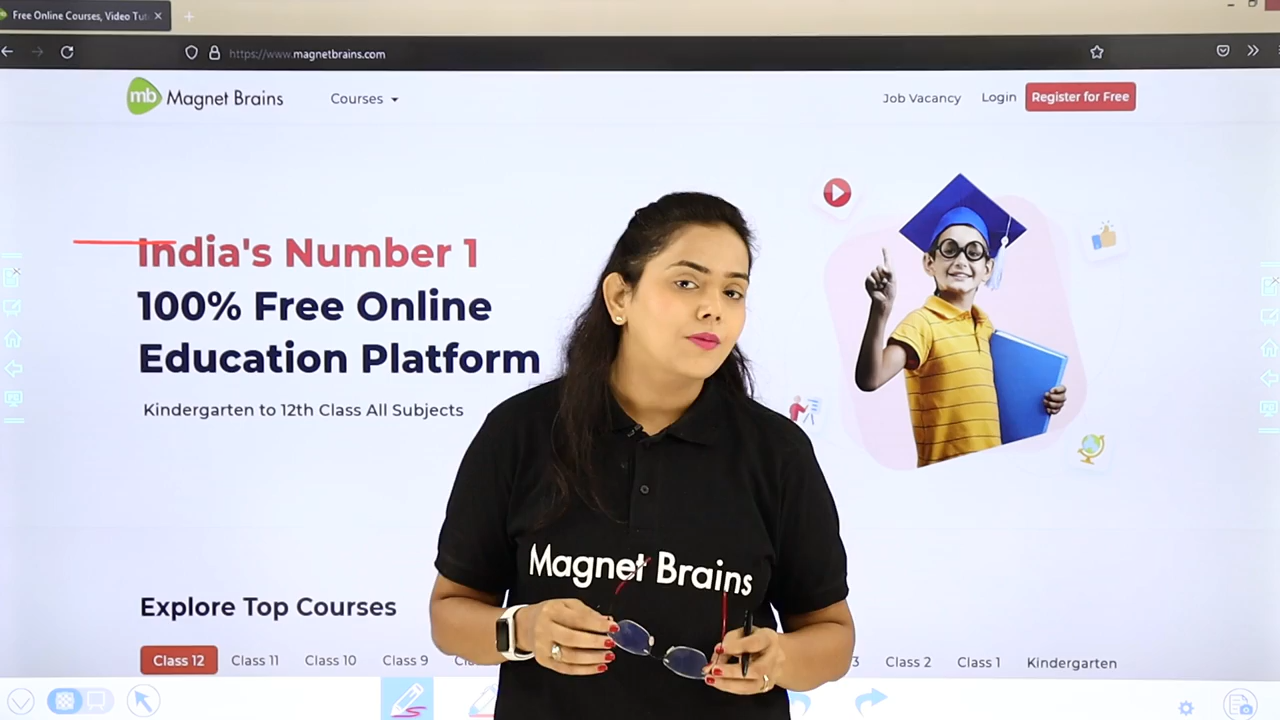 Free Online Courses, Video Tut
https://www.magnetbrains.com
mb Magnet Brains
Courses
Job Vacancy
Login
Register for Free
India's Number 1
100% Free Online
Education Platform
Kindergarten to 12th Class All Subjects
Magnet Brains
Explore Top Courses
Class 12 Class 11 Class 10 Class 9 3 Class 2 Class 1 Kindergarten